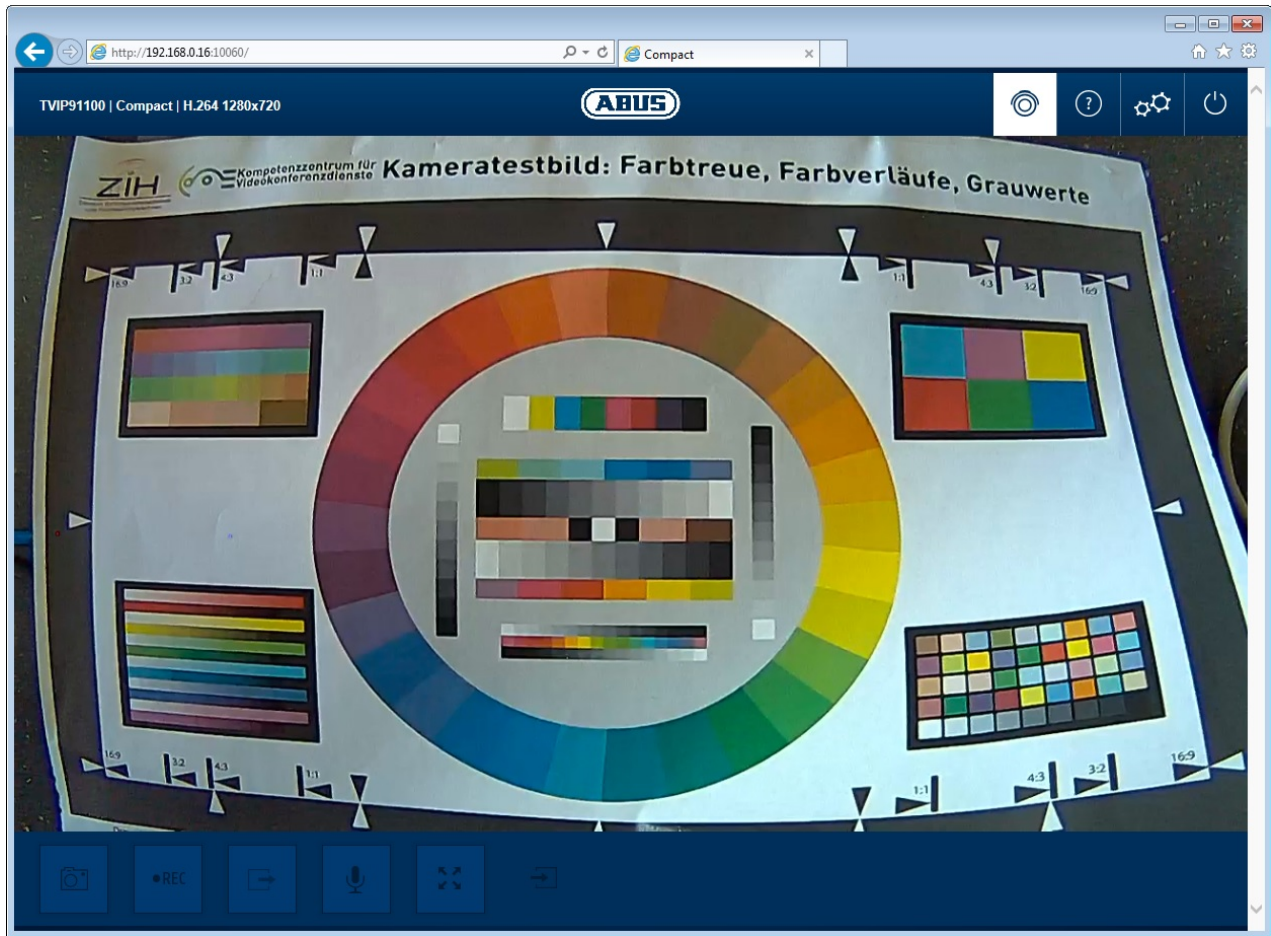 http://192.168.0.16:10060/
Compact
TVIP91100 | Compact | H.264 1280x720
ABUS
?
ZIH
Kompetenzzentrum für
Videokonferenzdienste
Kameratestbild: Farbtreue, Farbverläufe, Grauwerte
16:9 3:2 4:3 1:1 1:1 4:3 3:2 16:9
16:9 3:2 4:3 1:1 1:1 4:3 3:2 16:9
REC